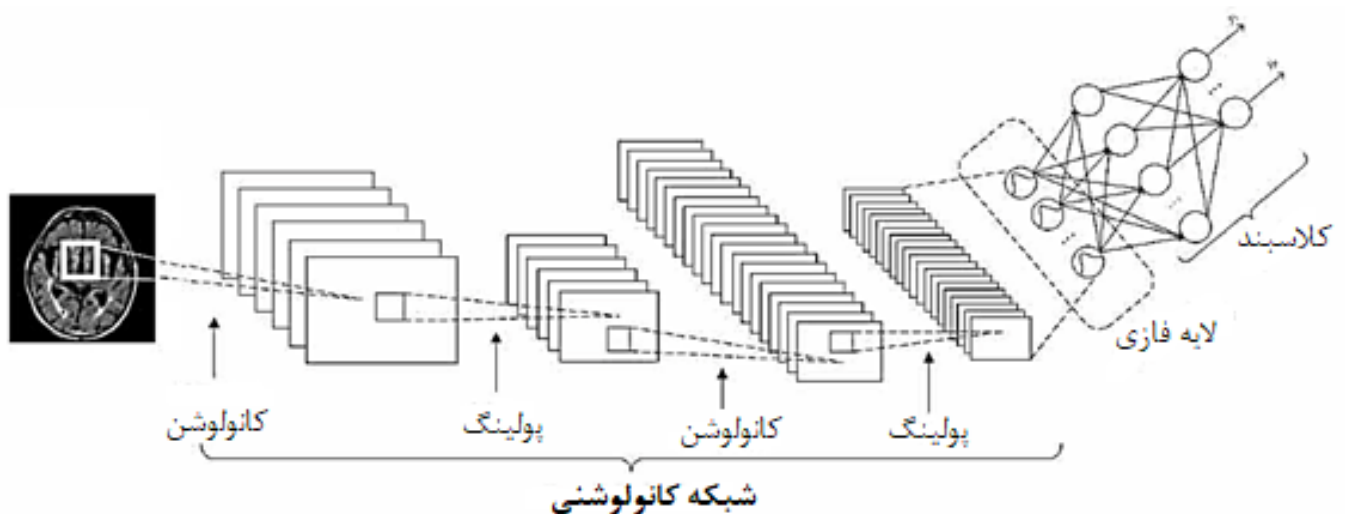 کلاسبند
لایه فازی
کانولوشن
پولینگ
کانولوشن
پولینگ
شبکه کانولوشنی